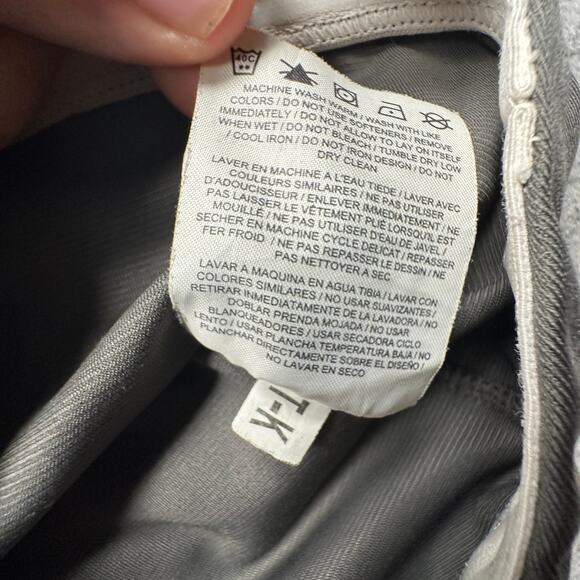 40C
MACHINE WASH WARM / WASH WITH LIKE
COLORS / DO NOT USE SOFTENERS / REMOVE
IMMEDIATELY / DO NOT ALLOW TO LAY ON ITSELF
WHEN WET / DO NOT BLEACH / TUMBLE DRY LOW
/ COOL IRON / DO NOT IRON DESIGN / DO NOT
DRY CLEAN
LAVER EN MACHINE A L'EAU TIEDE / LAVER AVEC
COULEURS SIMILAIRES / NE PAS UTILISER
D'ADOUCISSEUR / ENLEVER IMMEDIATEMENT / NE
PAS LAISSER LE VÉTEMENT PLIÉ LORSQU'IL EST
MOUILLÉ / NE PAS UTILISER D'EAU DE JAVEL /
SECHER EN MACHINE CYCLE DELICAT / REPASSER
FER FROID / NE PAS REPASSER LE DESSIN / NE
PAS NETTOYER A SEC
LAVAR A MAQUINA EN AGUA TIBIA / LAVAR CON
COLORES SIMILARES / NO USAR SUAVIZANTES /
RETIRAR INMEDIATAMENTE DE LA LAVADORA / NO
DOBLAR PRENDA MOJADA / NO USAR
BLANQUEADORES / USAR SECADORA CICLO
LENTO / USAR PLANCHA TEMPERATURA BAJA / NO
PLANCHAR DIRECTAMENTE SOBRE EL DISEÑO /
NO LAVAR EN SECO
T-K